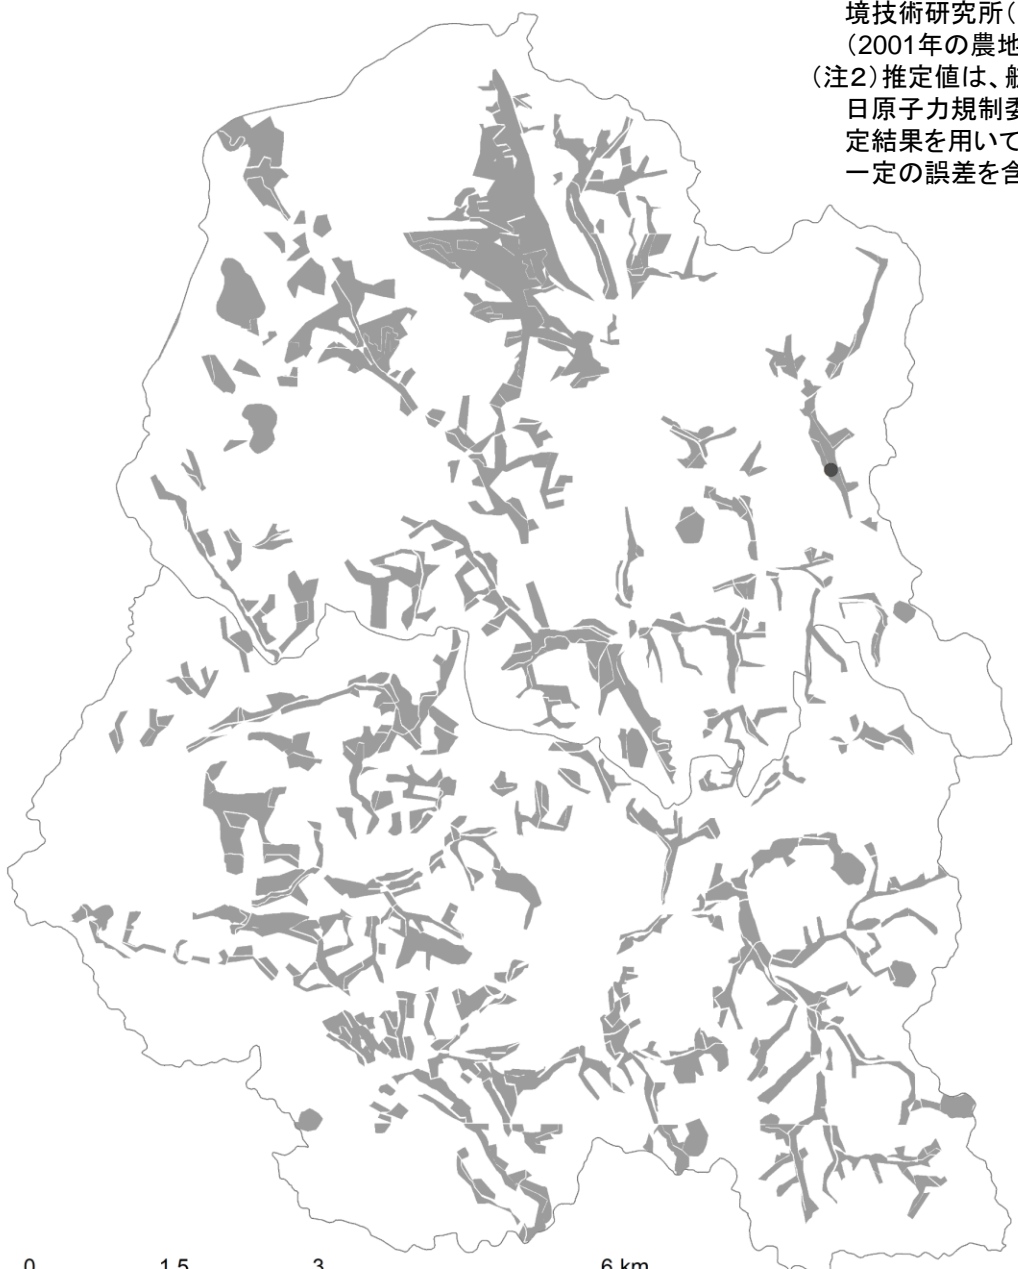 境技術研究所(
(2001年の農地
(注2)推定値は、航
日原子力規制委
定結果を用いて
一定の誤差を含
0 1.5 3 6 km